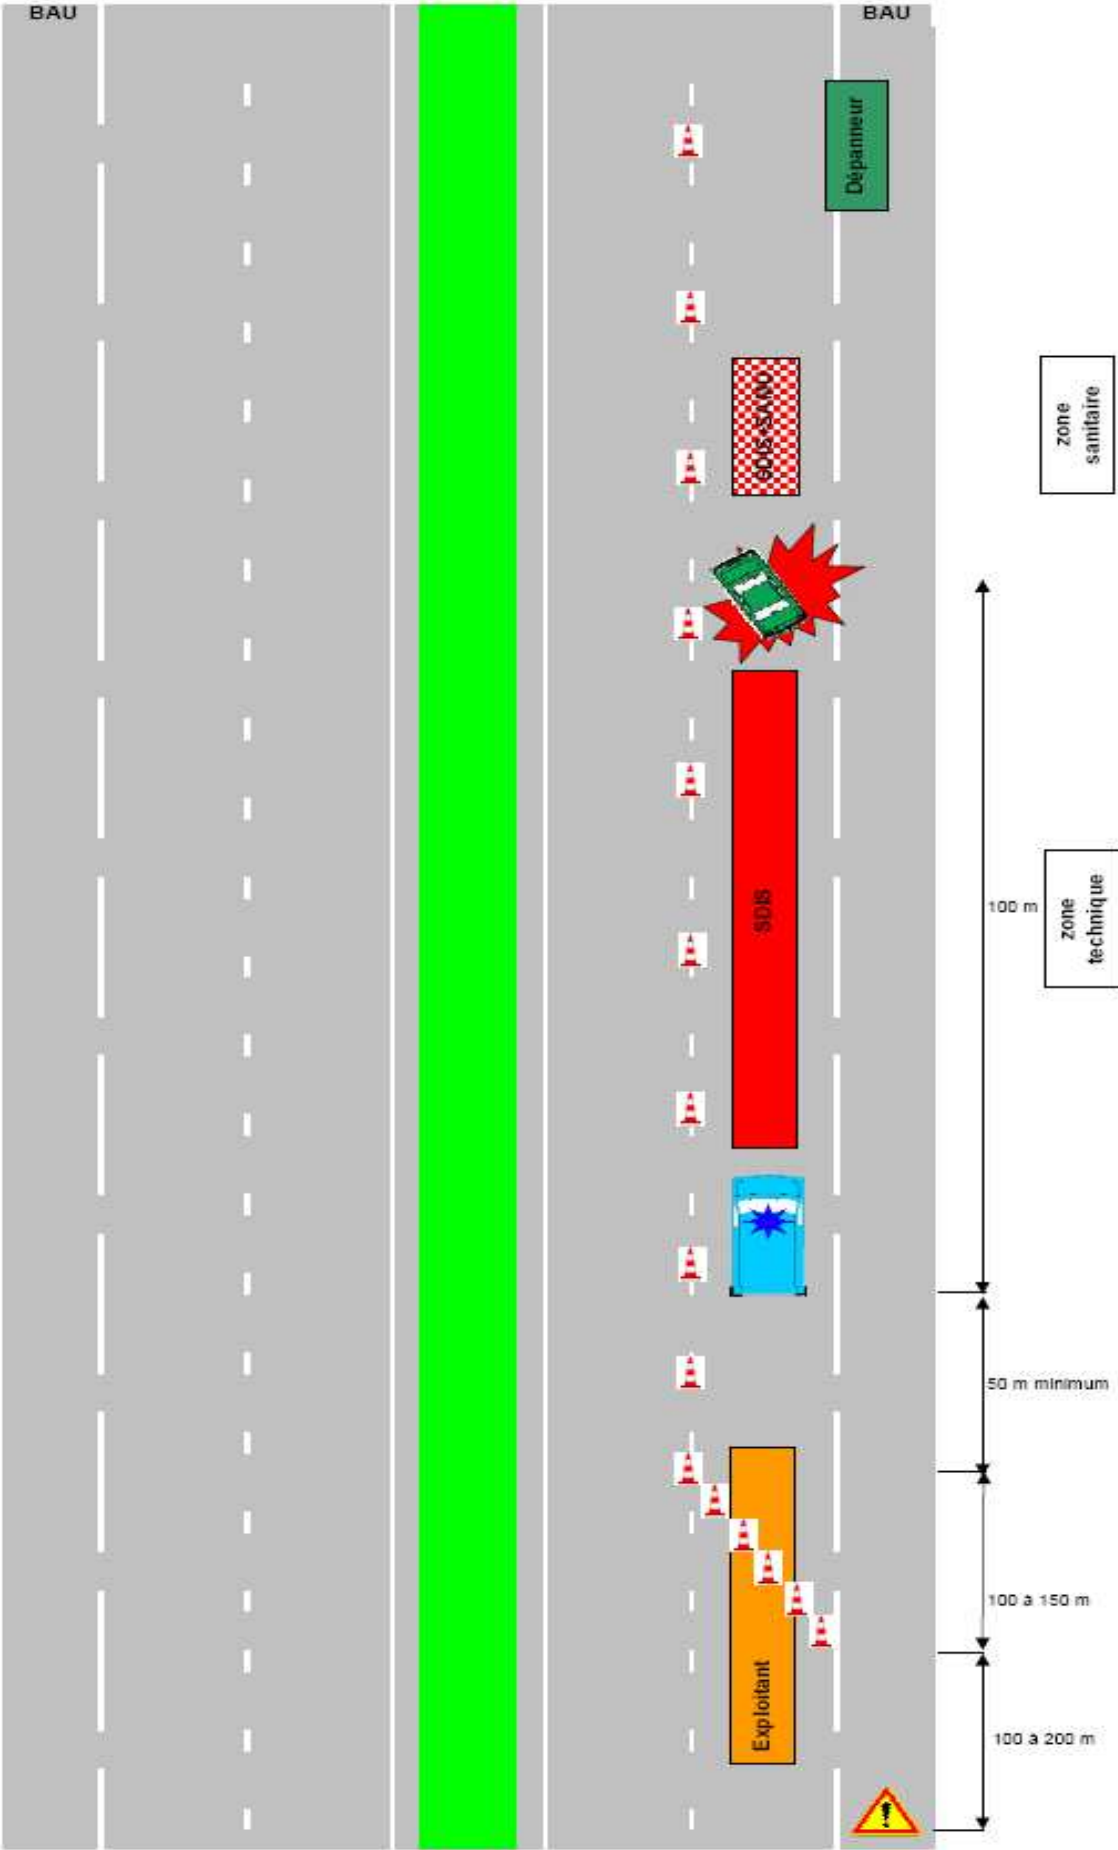 BAU
BAU
Dépanneur
SDIS+SAMU
zone
sanitaire
SDIS
100 m
zone
technique
50 m minimum
100 à 150 m
Exploitant
100 à 200 m
!